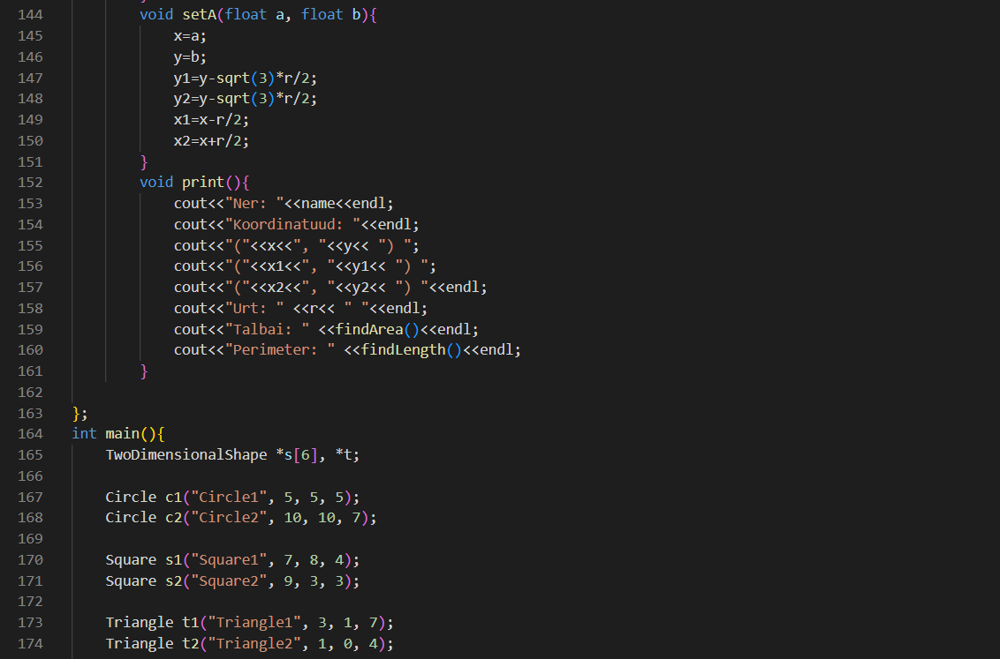 144 void setA(float a, float b){
145 x=a;
146 y=b;
147 y1=y-sqrt(3)*r/2;
148 y2=y-sqrt(3)*r/2;
149 x1=x-r/2;
150 x2=x+r/2;
151 }
152 void print(){
153 cout<<"Ner: "<<name<<endl;
154 cout<<"Koordinatuud: "<<endl;
155 cout<<"("<<x<<", "<<y<< ") ";
156 cout<<"("<<x1<<", "<<y1<< ") ";
157 cout<<"("<<x2<<", "<<y2<< ") "<<endl;
158 cout<<"Urt: " <<r<< " "<<endl;
159 cout<<"Talbai: " <<findArea()<<endl;
160 cout<<"Perimeter: " <<findLength()<<endl;
161 }
162
163 };
164 int main(){
165 TwoDimensionalShape *s[6], *t;
166
167 Circle c1("Circle1", 5, 5, 5);
168 Circle c2("Circle2", 10, 10, 7);
169
170 Square s1("Square1", 7, 8, 4);
171 Square s2("Square2", 9, 3, 3);
172
173 Triangle t1("Triangle1", 3, 1, 7);
174 Triangle t2("Triangle2", 1, 0, 4);